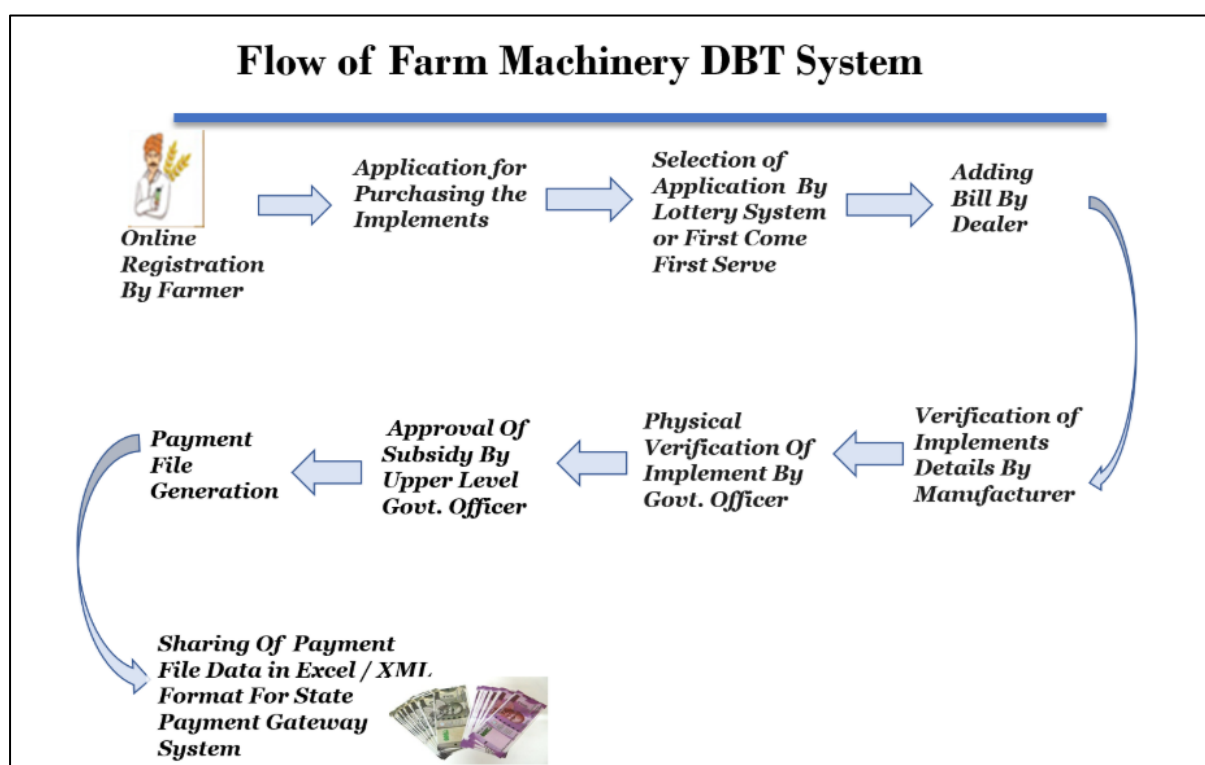 Flow of Farm Machinery DBT System
Online
Registration
By Farmer
Application for
Purchasing the
Implements
Selection of
Application By
Lottery System
or First Come
First Serve
Adding
Bill By
Dealer
Verification of
Implements
Details By
Manufacturer
Physical
Verification Of
Implement By
Govt. Officer
Approval Of
Subsidy By
Upper Level
Govt. Officer
Payment
File
Generation
Sharing Of Payment
File Data in Excel / XML
Format For State
Payment Gateway
System